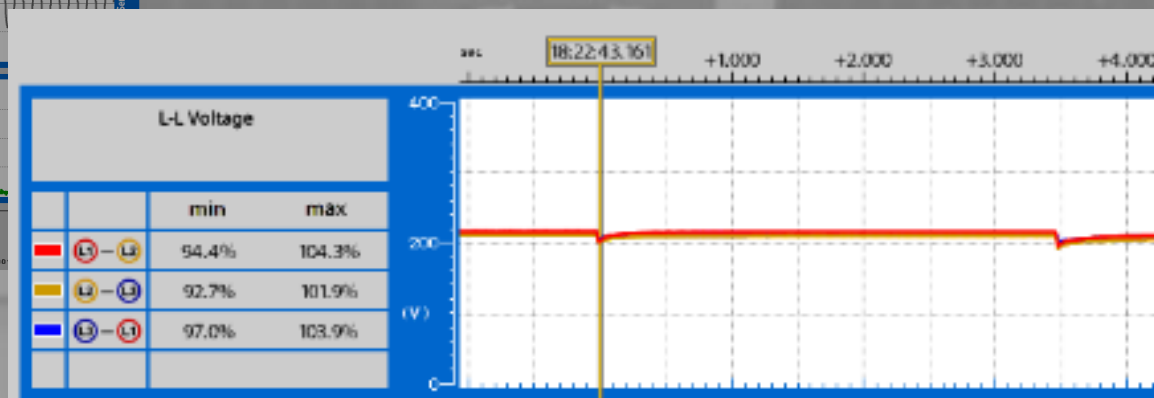 sec 18:22:43.161 +1.000 +2.000 +3.000 +4.000
L-L Voltage
400
min max
L1 – L2 94.4% 104.3%
200
L2 – L3 92.7% 101.9%
(V)
L3 – L1 97.0% 103.9%
0